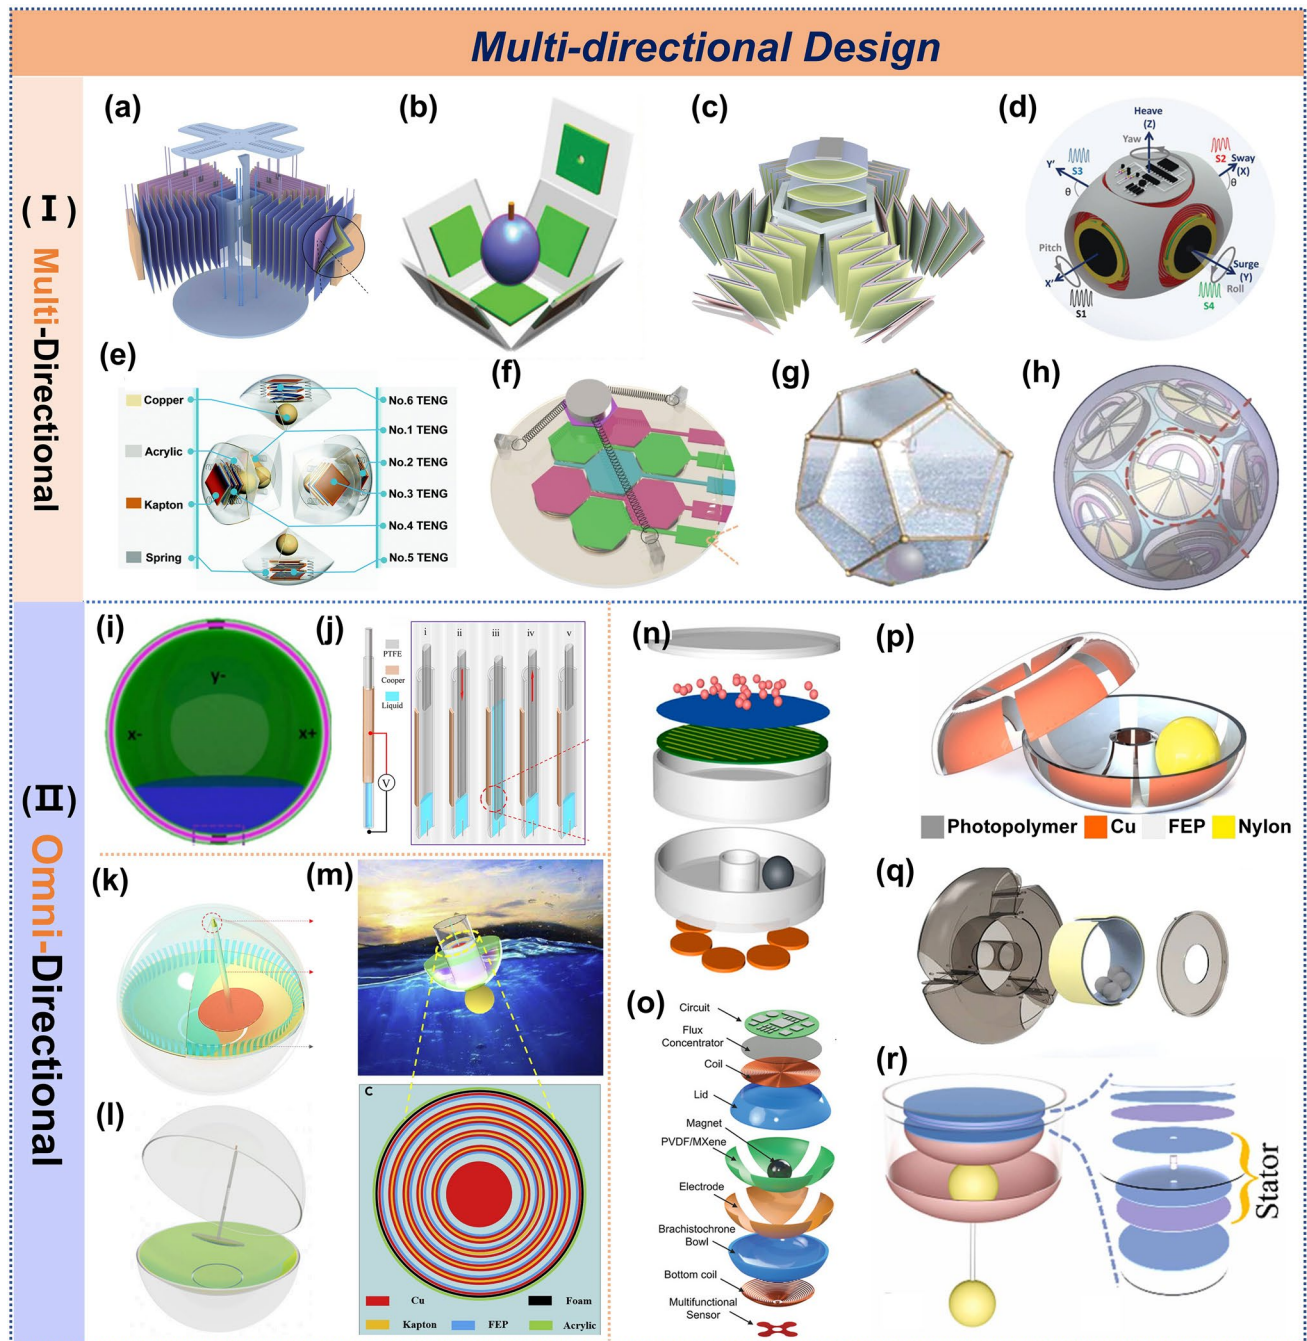 Multi-directional Design
(I) Multi-Directional
(a)
(b)
(c)
(d)
Heave
(Z)
Yaw
Y'
S3
θ
S2
Sway
(X)
θ
Pitch
X'
S1
Surge
(Y)
Roll
S4
(e)
Copper
Acrylic
Kapton
Spring
No.6 TENG
No.1 TENG
No.2 TENG
No.3 TENG
No.4 TENG
No.5 TENG
(f)
(g)
(h)
(II) Omni-Directional
(i)
y-
x-
x+
(j)
PTFE
Cooper
Liquid
V
i
ii
iii
iv
v
(k)
(l)
(m)
C
Cu
Foam
Kapton
FEP
Acrylic
(n)
(o)
Circuit
Flux
Concentrator
Coil
Lid
Magnet
PVDF/MXene
Electrode
Brachistochrone
Bowl
Bottom coil
Multifunctional
Sensor
(p)
Photopolymer
Cu
FEP
Nylon
(q)
(r)
Stator